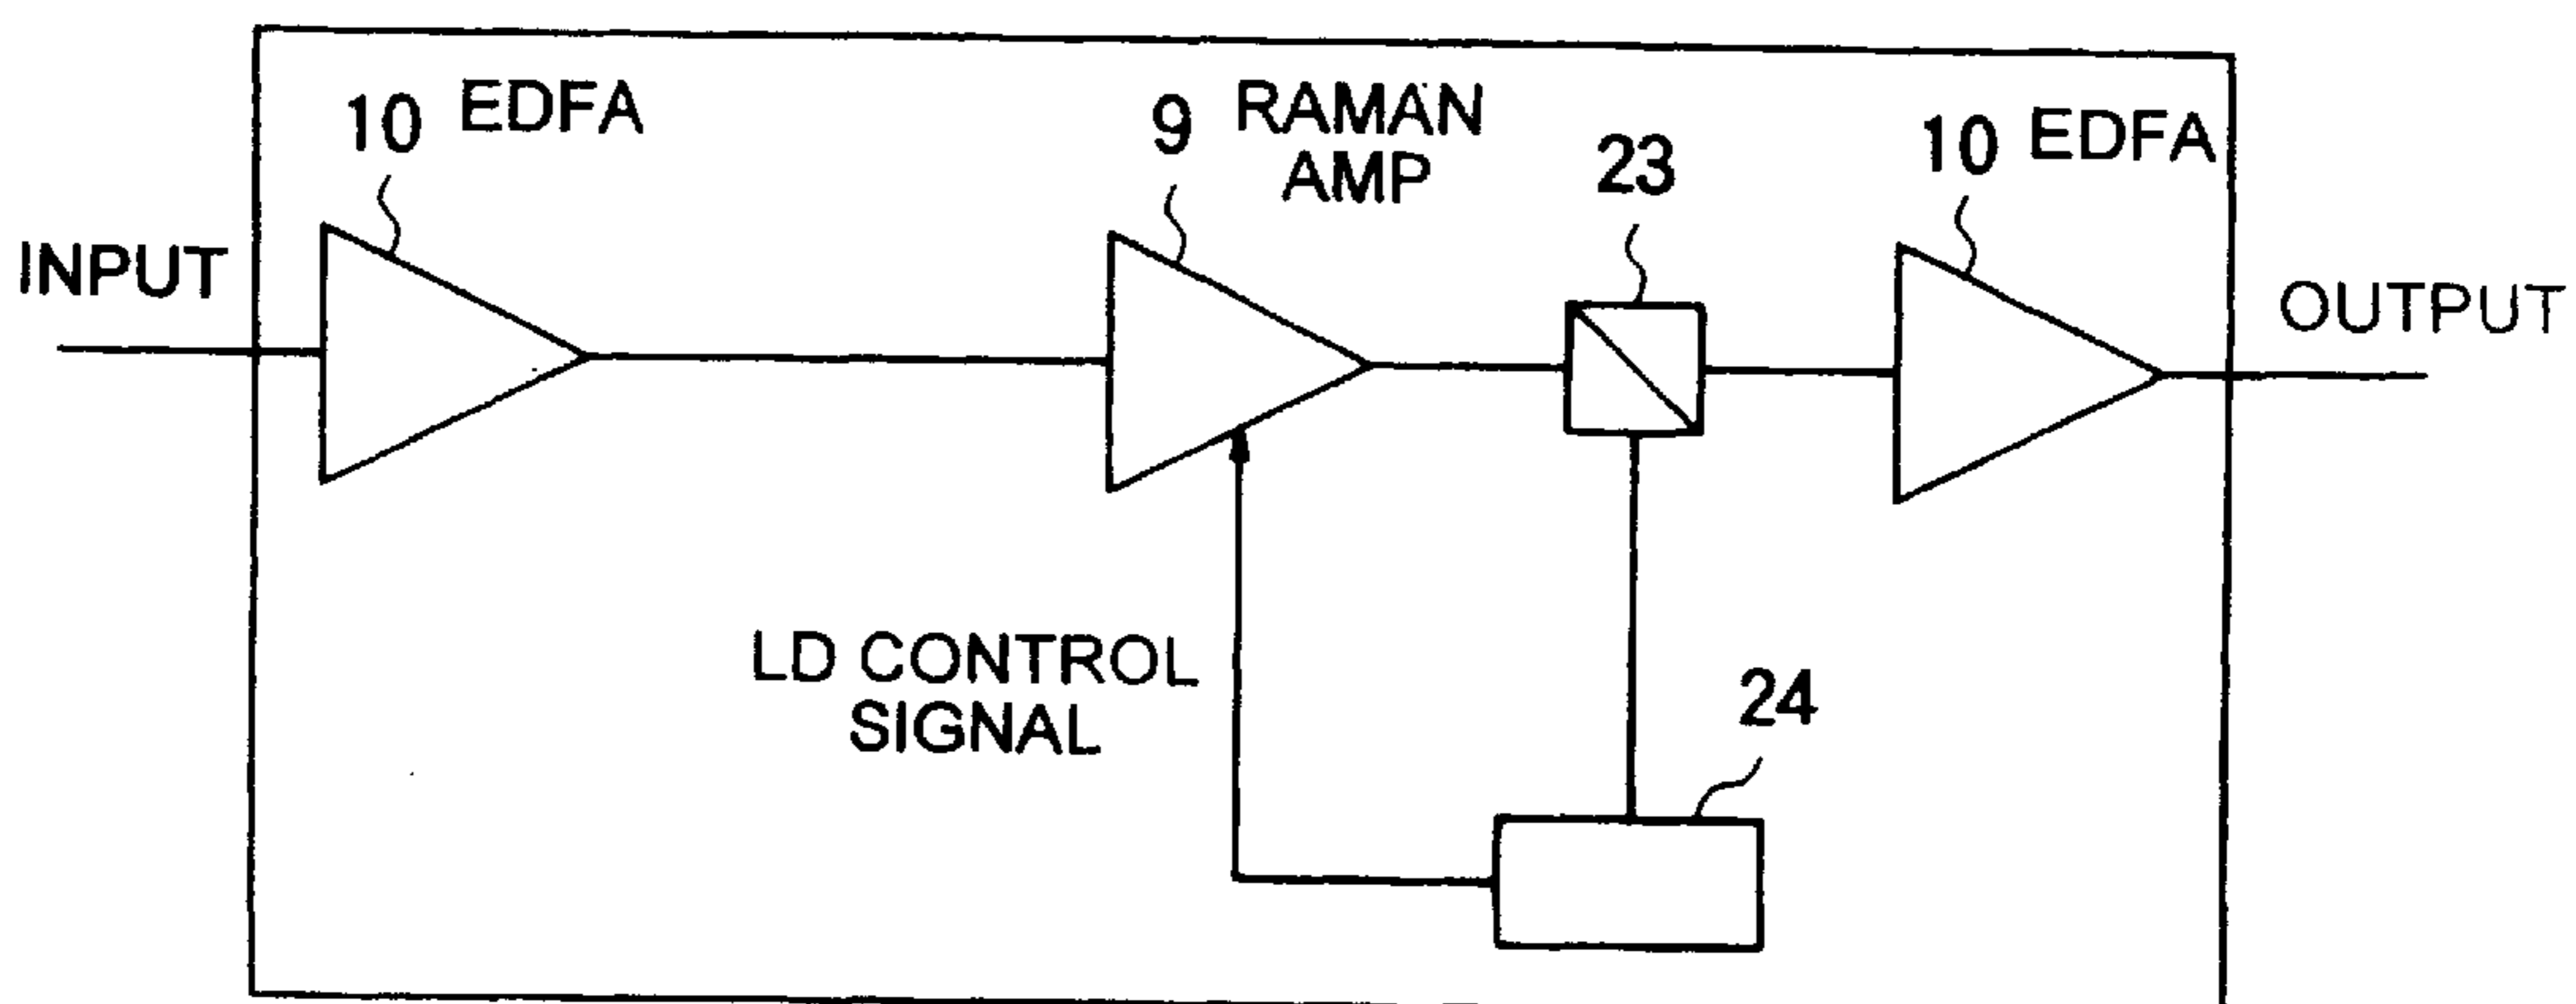 10 EDFA
9 RAMAN
AMP
23
10 EDFA
INPUT
OUTPUT
LD CONTROL
SIGNAL
24